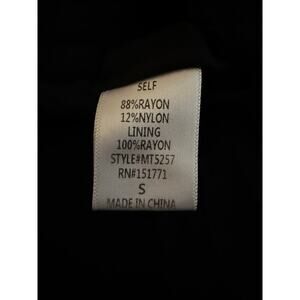 SELF
88%RAYON
12%NYLON
LINING
100%RAYON
STYLE#MT5257
RN#151771
S
MADE IN CHINA